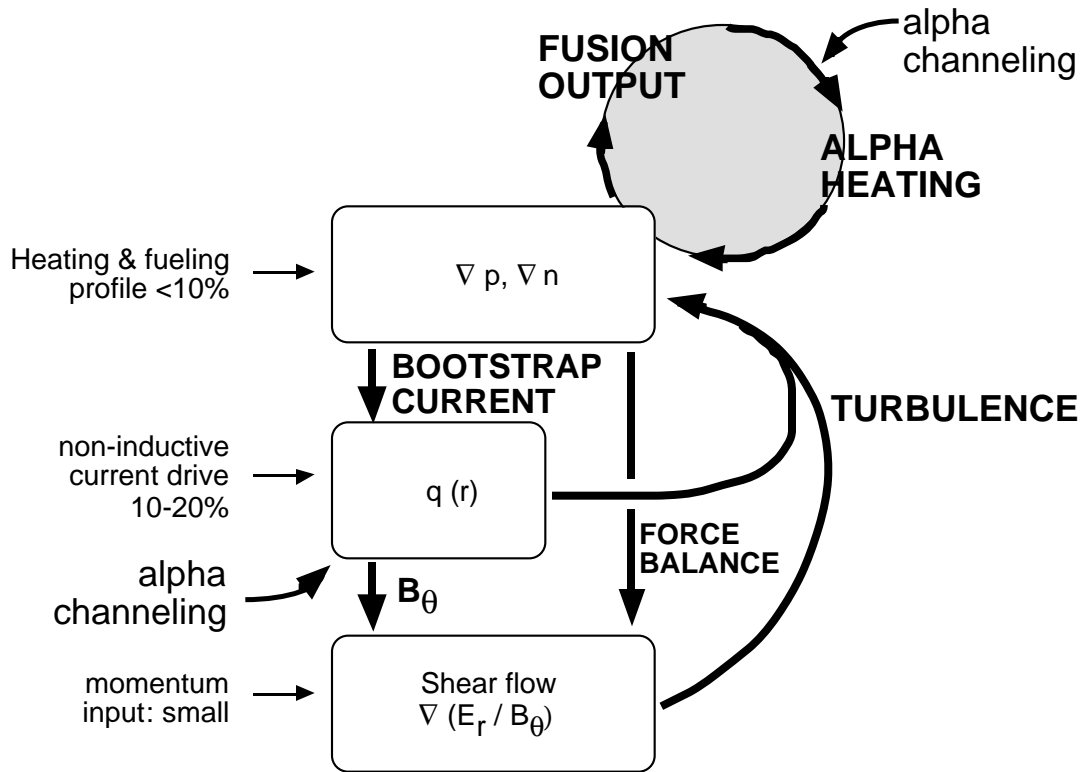 FUSION
OUTPUT
alpha
channeling
ALPHA
HEATING
Heating & fueling
profile <10%
∇ p, ∇ n
BOOTSTRAP
CURRENT
TURBULENCE
non-inductive
current drive
10-20%
q (r)
FORCE
BALANCE
alpha
channeling
Bθ
momentum
input: small
Shear flow
∇ (Er / Bθ)